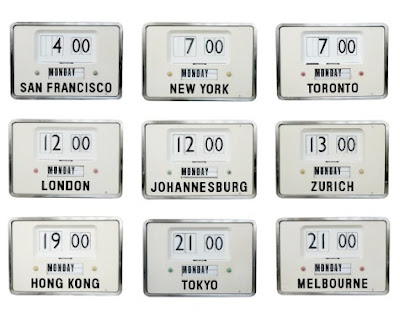 4 00
MONDAY
SAN FRANCISCO
7 00
MONDAY
NEW YORK
7 00
MONDAY
TORONTO
12 00
MONDAY
LONDON
12 00
MONDAY
JOHANNESBURG
13 00
MONDAY
ZURICH
19 00
MONDAY
HONG KONG
21 00
MONDAY
TOKYO
21 00
MONDAY
MELBOURNE